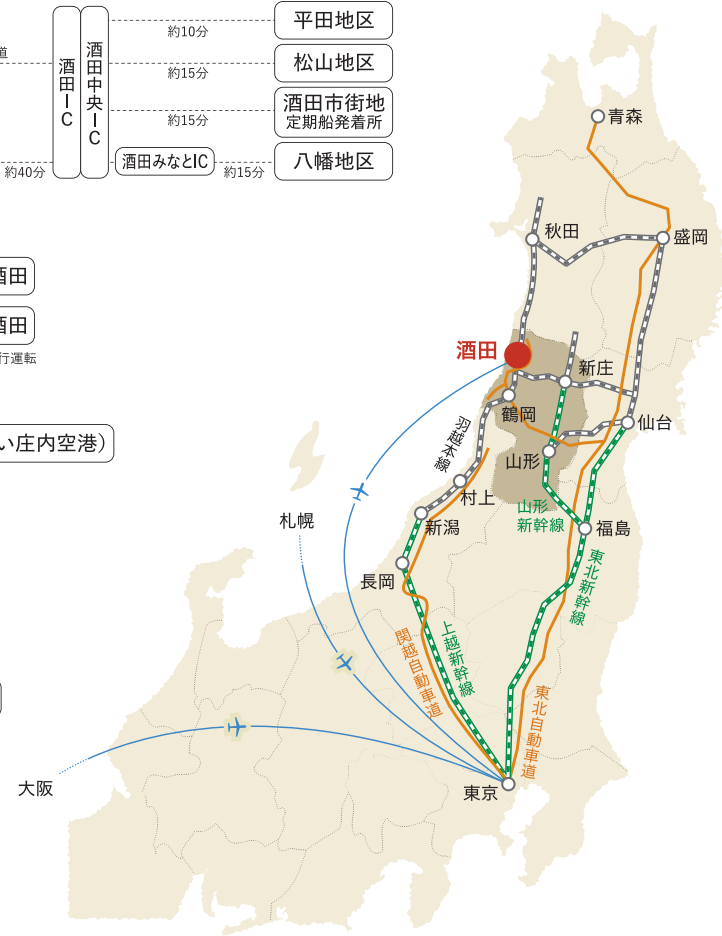 平田地区
約10分
道
松山地区
約15分
酒田IC
酒田中央IC
酒田市街地
定期船発着所
約15分
八幡地区
酒田みなとIC
約40分
約15分
酒田
酒田
行運転
い庄内空港）
青森
秋田
盛岡
酒田
新庄
鶴岡
仙台
羽越本線
山形
村上
山形
新幹線
札幌
新潟
福島
長岡
東北新幹線
上越新幹線
関越自動車道
東北自動車道
大阪
東京